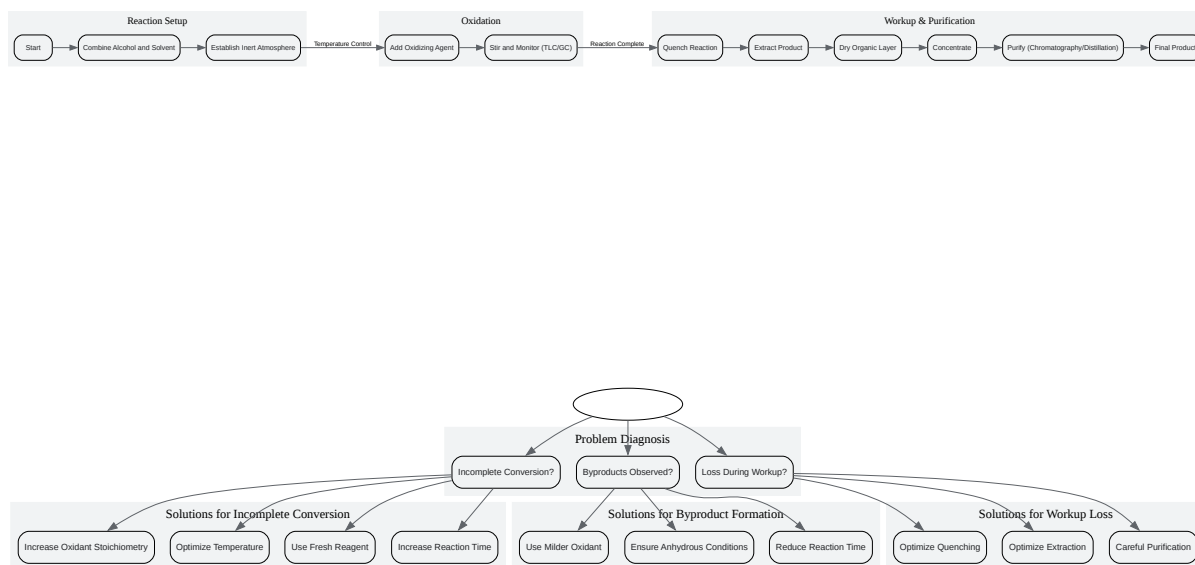 Reaction Setup
Oxidation
Workup & Purification
Start
Combine Alcohol and Solvent
Establish Inert Atmosphere
Temperature Control
Add Oxidizing Agent
Stir and Monitor (TLC/GC)
Reaction Complete
Quench Reaction
Extract Product
Dry Organic Layer
Concentrate
Purify (Chromatography/Distillation)
Final Product
Problem Diagnosis
Incomplete Conversion?
Byproducts Observed?
Loss During Workup?
Solutions for Incomplete Conversion
Solutions for Byproduct Formation
Solutions for Workup Loss
Increase Oxidant Stoichiometry
Optimize Temperature
Use Fresh Reagent
Increase Reaction Time
Use Milder Oxidant
Ensure Anhydrous Conditions
Reduce Reaction Time
Optimize Quenching
Optimize Extraction
Careful Purification